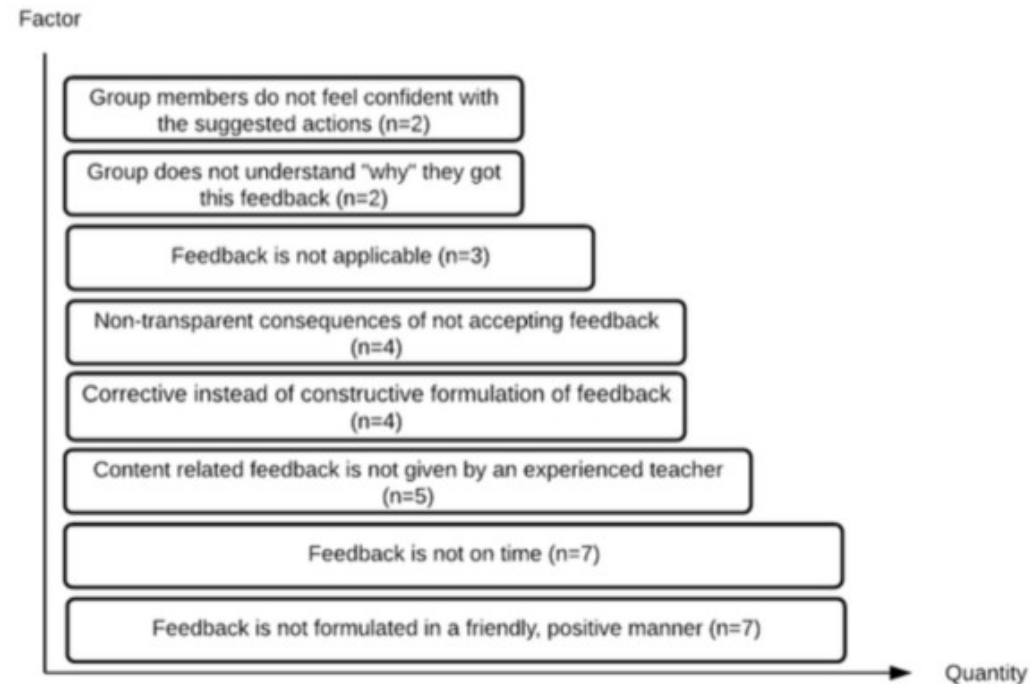 Factor
Group members do not feel confident with
the suggested actions (n=2)
Group does not understand "why" they got
this feedback (n=2)
Feedback is not applicable (n=3)
Non-transparent consequences of not accepting feedback
(n=4)
Corrective instead of constructive formulation of feedback
(n=4)
Content related feedback is not given by an experienced teacher
(n=5)
Feedback is not on time (n=7)
Feedback is not formulated in a friendly, positive manner (n=7)
Quantity